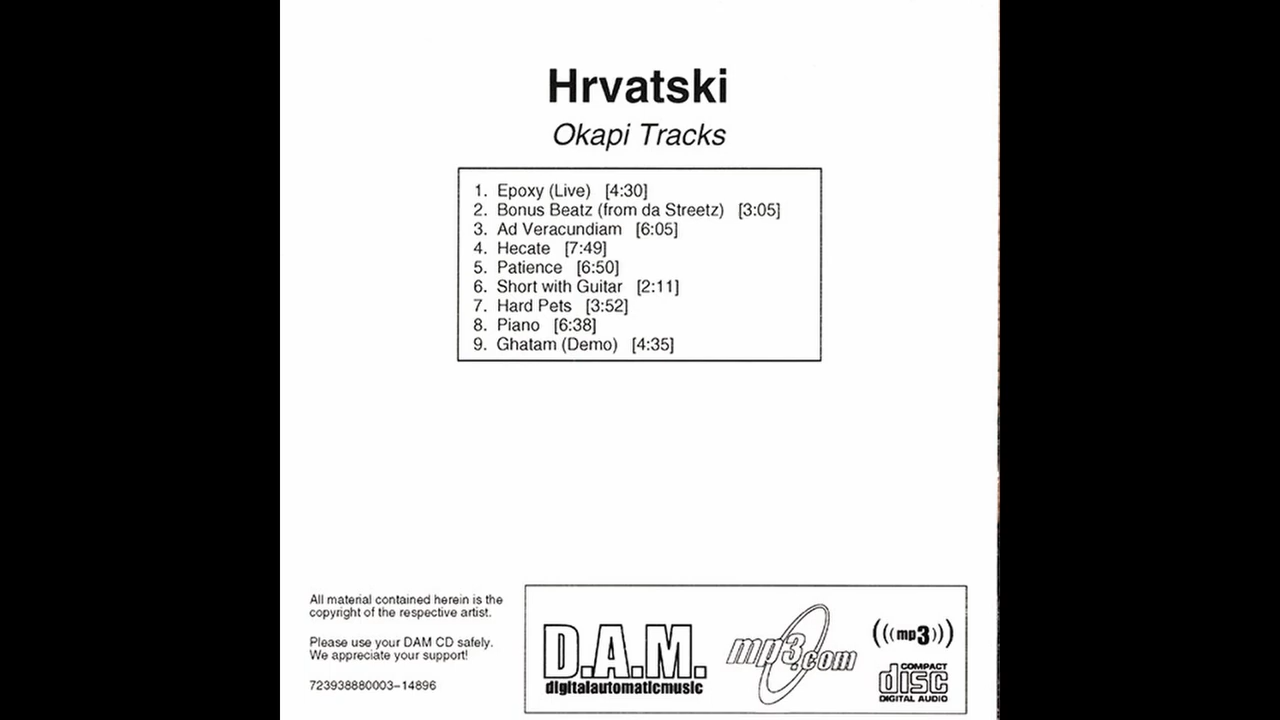 Hrvatski
Okapi Tracks
1. Epoxy (Live) [4:30]
2. Bonus Beatz (from da Streetz) [3:05]
3. Ad Veracundiam [6:05]
4. Hecate [7:49]
5. Patience [6:50]
6. Short with Guitar [2:11]
7. Hard Pets [3:52]
8. Piano [6:38]
9. Ghatam (Demo) [4:35]
All material contained herein is the
copyright of the respective artist.
Please use your DAM CD safely.
We appreciate your support!
723938880003-14896
D.A.M.
digitalautomaticmusic
mp3.com
(((mp3)))
COMPACT
disc
DIGITAL AUDIO